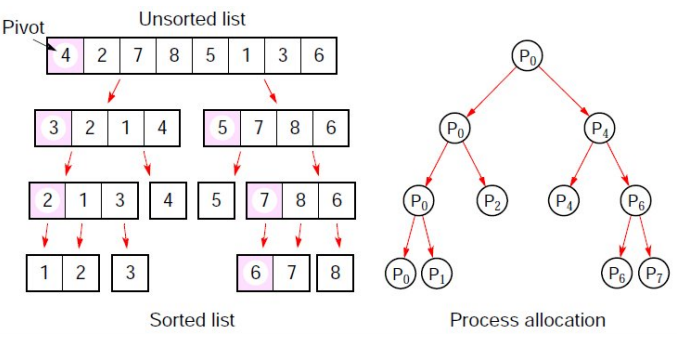 Unsorted list
Pivot
4 2 7 8 5 1 3 6
3 2 1 4 5 7 8 6
2 1 3 4 5 7 8 6
1 2 3 6 7 8
Sorted list
P0
P0 P4
P0 P2 P4 P6
P0 P1 P6 P7
Process allocation